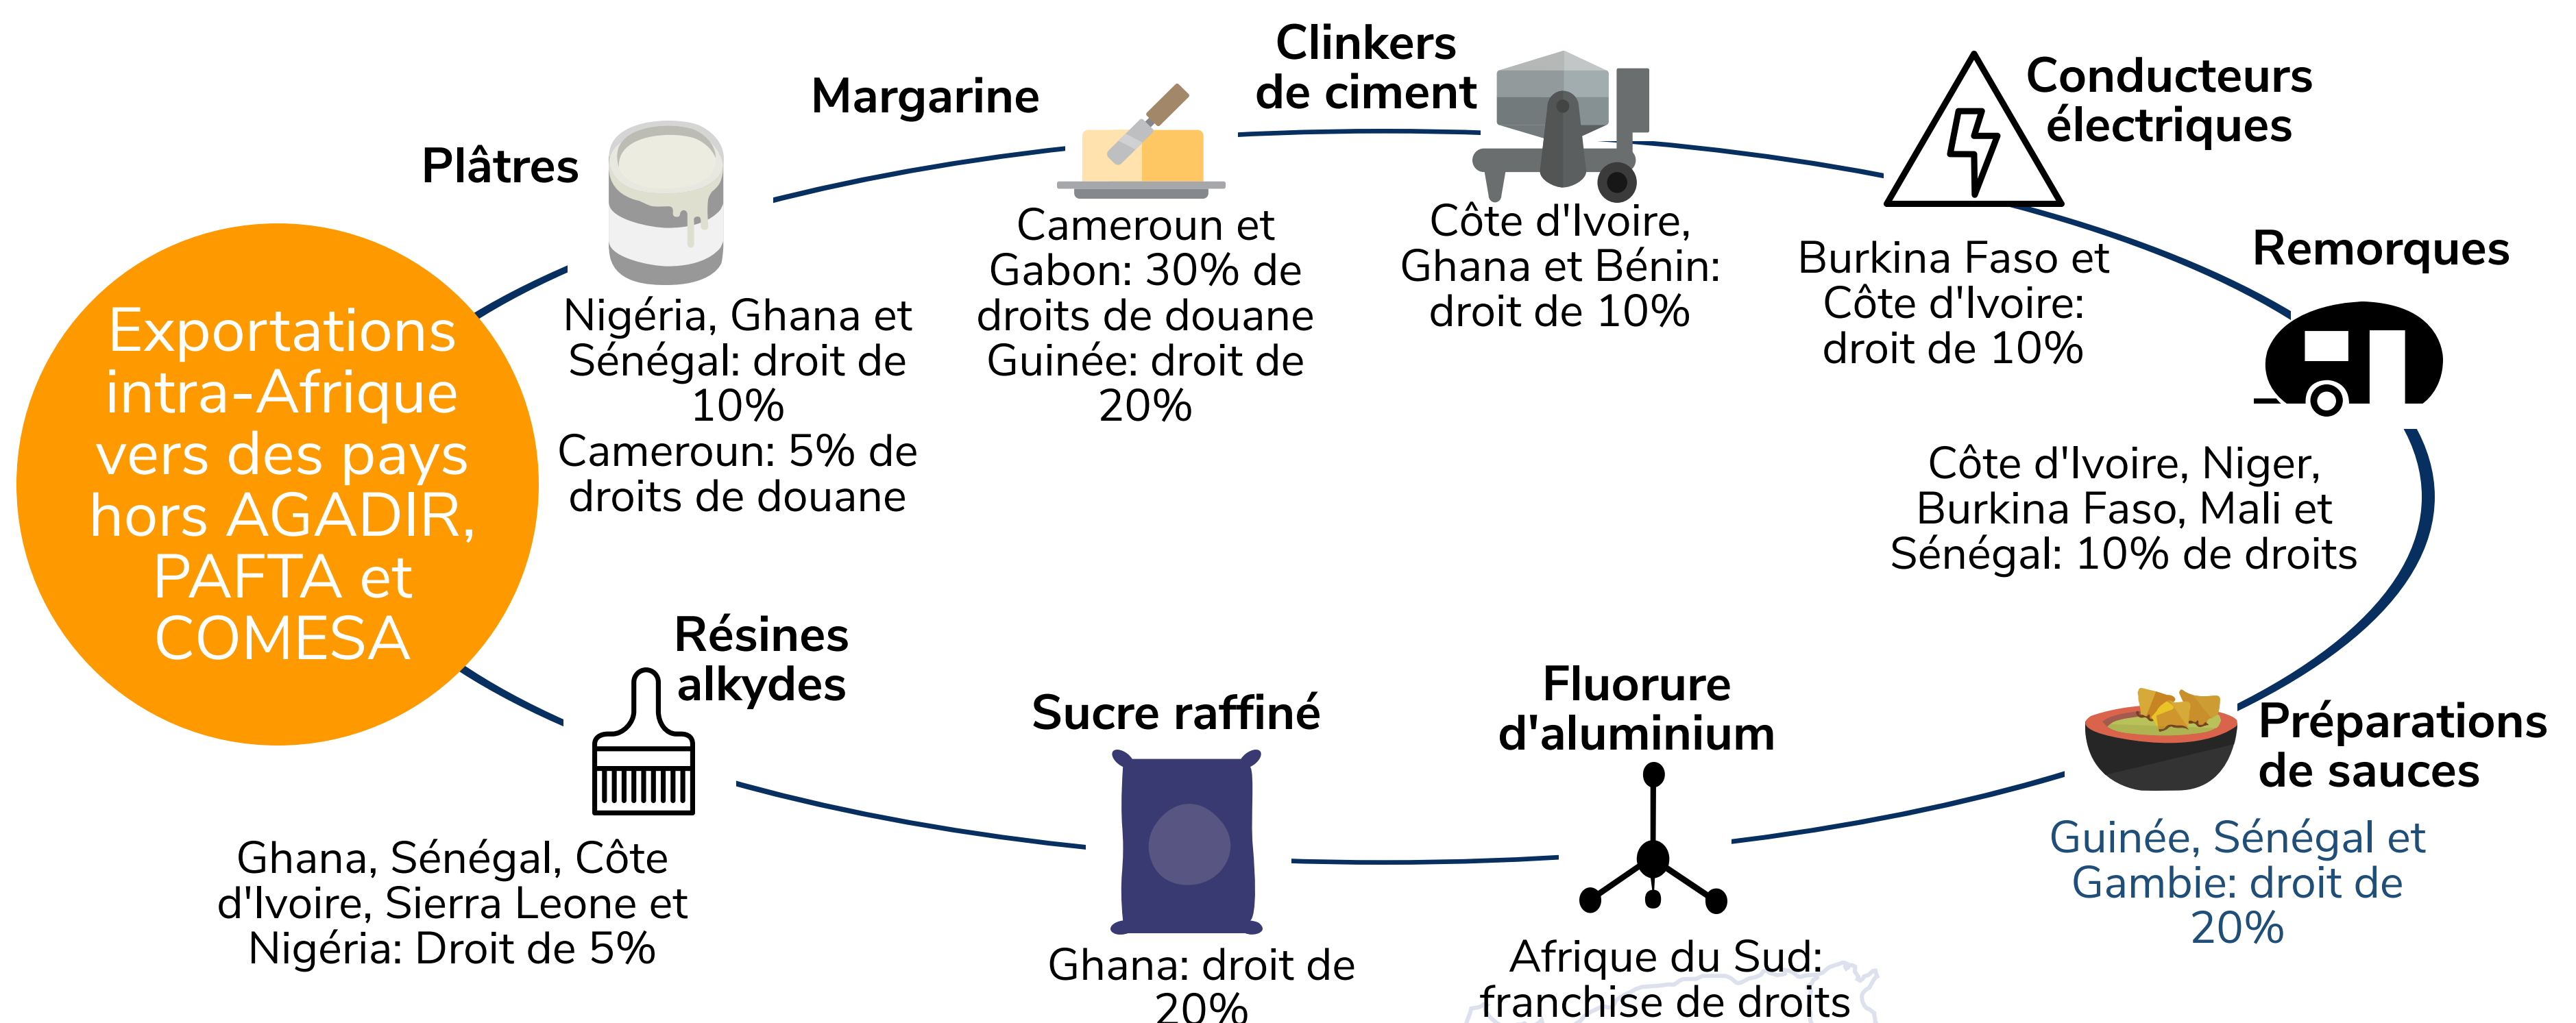 Exportations
intra-Afrique
vers des pays
hors AGADIR,
PAFTA et
COMESA
Plâtres
Nigéria, Ghana et
Sénégal: droit de
10%
Cameroun: 5% de
droits de douane
Margarine
Cameroun et
Gabon: 30% de
droits de douane
Guinée: droit de
20%
Clinkers
de ciment
Côte d'Ivoire,
Ghana et Bénin:
droit de 10%
Conducteurs
électriques
Burkina Faso et
Côte d'Ivoire:
droit de 10%
Remorques
Côte d'Ivoire, Niger,
Burkina Faso, Mali et
Sénégal: 10% de droits
Préparations
de sauces
Guinée, Sénégal et
Gambie: droit de
20%
Fluorure
d'aluminium
Afrique du Sud:
franchise de droits
Sucre raffiné
Ghana: droit de
20%
Résines
alkydes
Ghana, Sénégal, Côte
d'Ivoire, Sierra Leone et
Nigéria: Droit de 5%